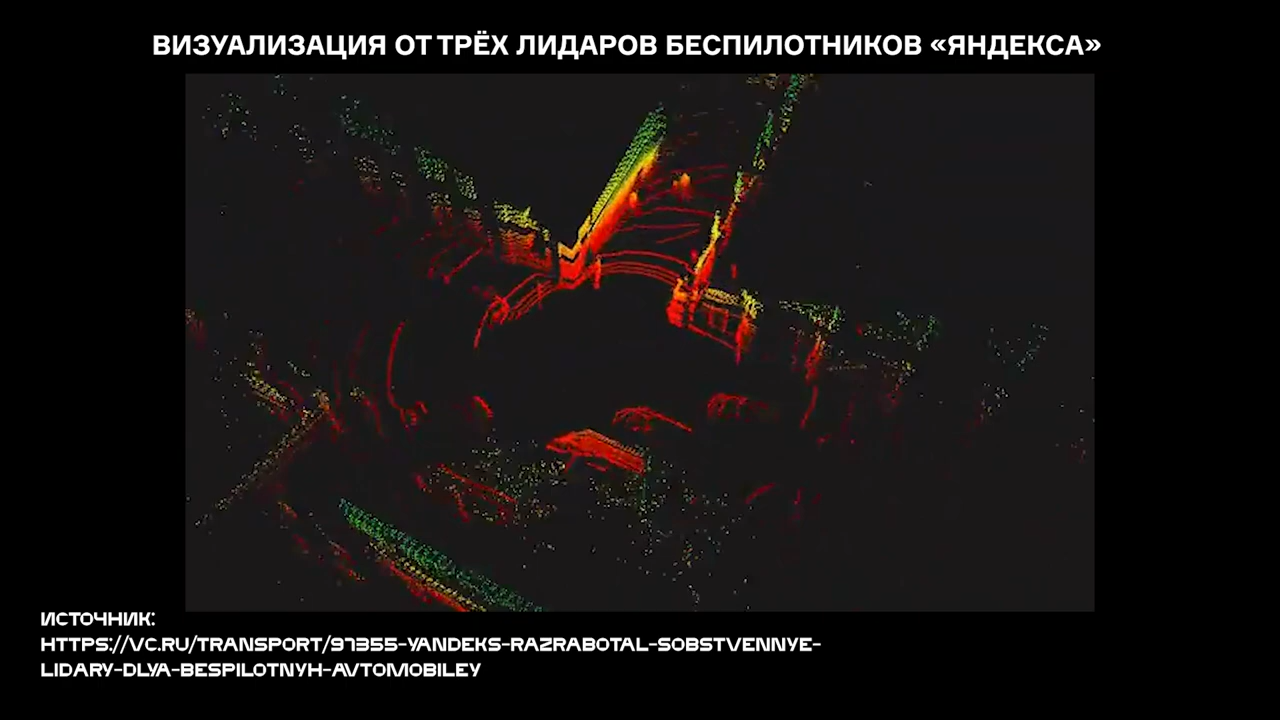 ВИЗУАЛИЗАЦИЯ ОТ ТРЁХ ЛИДАРОВ БЕСПИЛОТНИКОВ «ЯНДЕКСА»
ИСТОЧНИК:
HTTPS://VC.RU/TRANSPORT/97355-YANDEKS-RAZRABOTAL-SOBSTVENNYE-
LIDARY-DLYA-BESPILOTNYH-AVTOMOBILEY